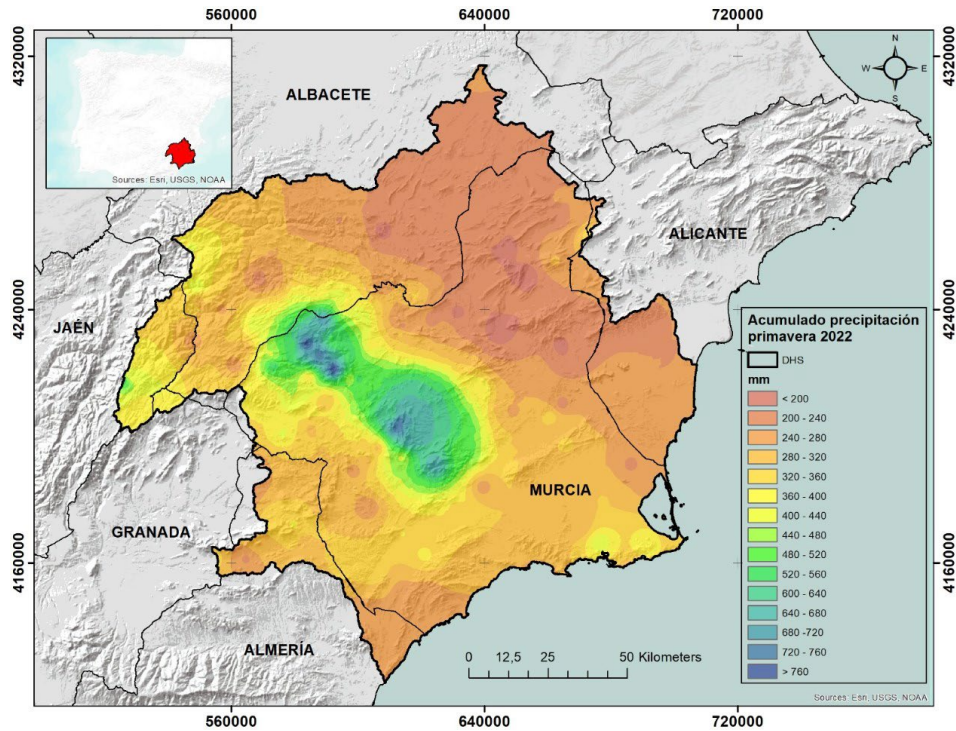 560000
640000
720000
4320000
4320000
N
W
E
S
ALBACETE
Sources: Esri, USGS, NOAA
ALICANTE
4240000
4240000
JAÉN
Acumulado precipitación
primavera 2022
DHS
mm
< 200
200 - 240
240 - 280
280 - 320
320 - 360
360 - 400
400 - 440
440 - 480
480 - 520
520 - 560
600 - 640
640 - 680
680 -720
720 - 760
> 760
MURCIA
GRANADA
4160000
4160000
ALMERÍA
0 12,5 25 50 Kilometers
Sources: Esri, USGS, NOAA
560000
640000
720000